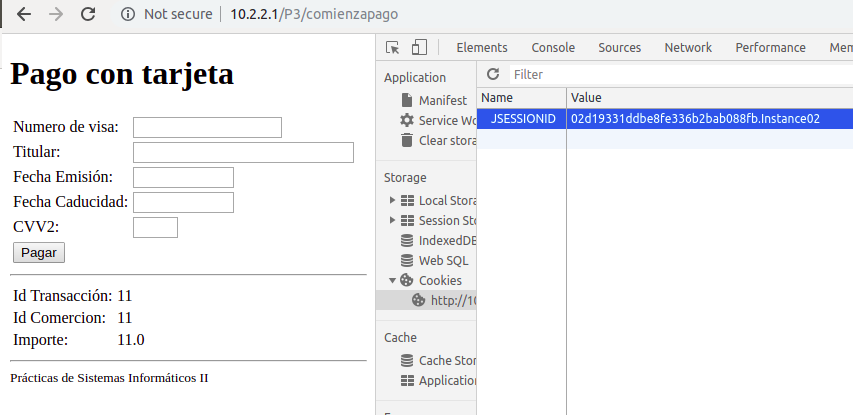 Not secure | 10.2.2.1/P3/comienzapago
Pago con tarjeta
Numero de visa:
Titular:
Fecha Emisión:
Fecha Caducidad:
CVV2:
Pagar
Id Transacción: 11
Id Comercion: 11
Importe: 11.0
Prácticas de Sistemas Informáticos II
Elements Console Sources Network Performance Mem
Application
Manifest
Service Wo
Clear stora
Storage
Local Stora
Session Sto
IndexedDB
Web SQL
Cookies
http://10
Cache
Cache Stor
Application
Filter
Name Value
JSESSIONID 02d19331ddbe8fe336b2bab088fb.Instance02